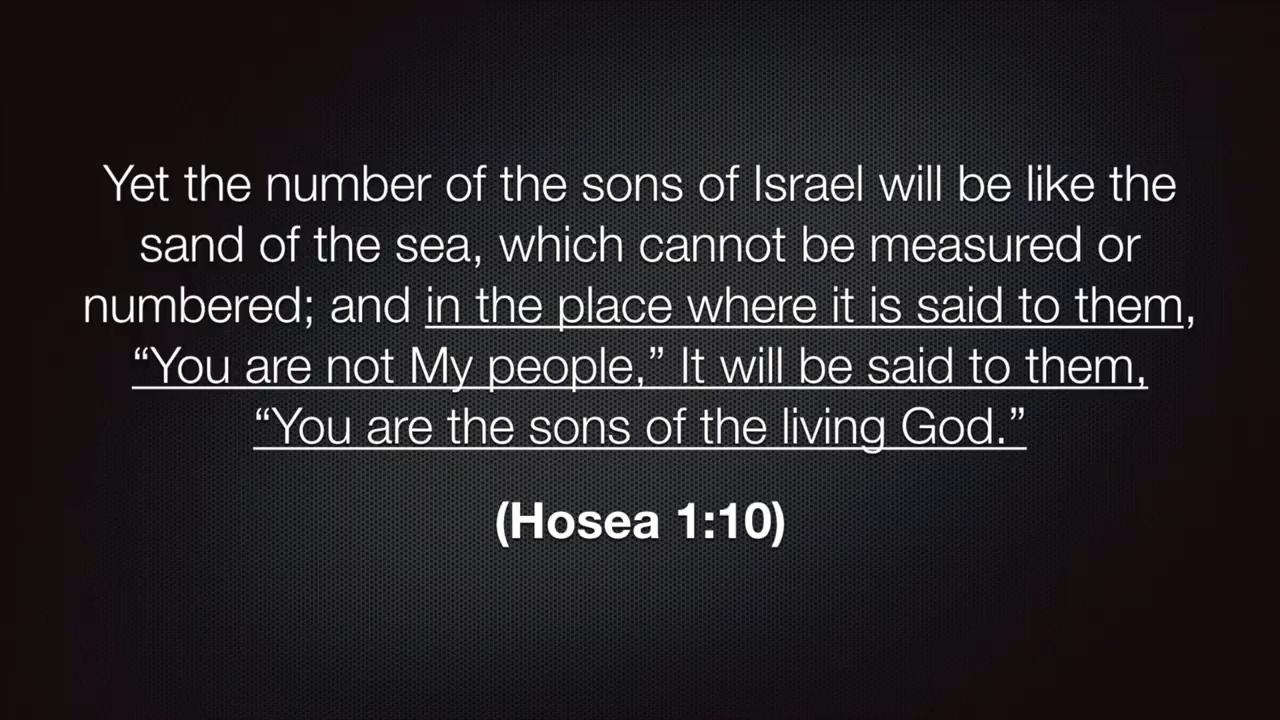 Yet the number of the sons of Israel will be like the
sand of the sea, which cannot be measured or
numbered; and in the place where it is said to them,
“You are not My people,” It will be said to them,
“You are the sons of the living God.”
(Hosea 1:10)